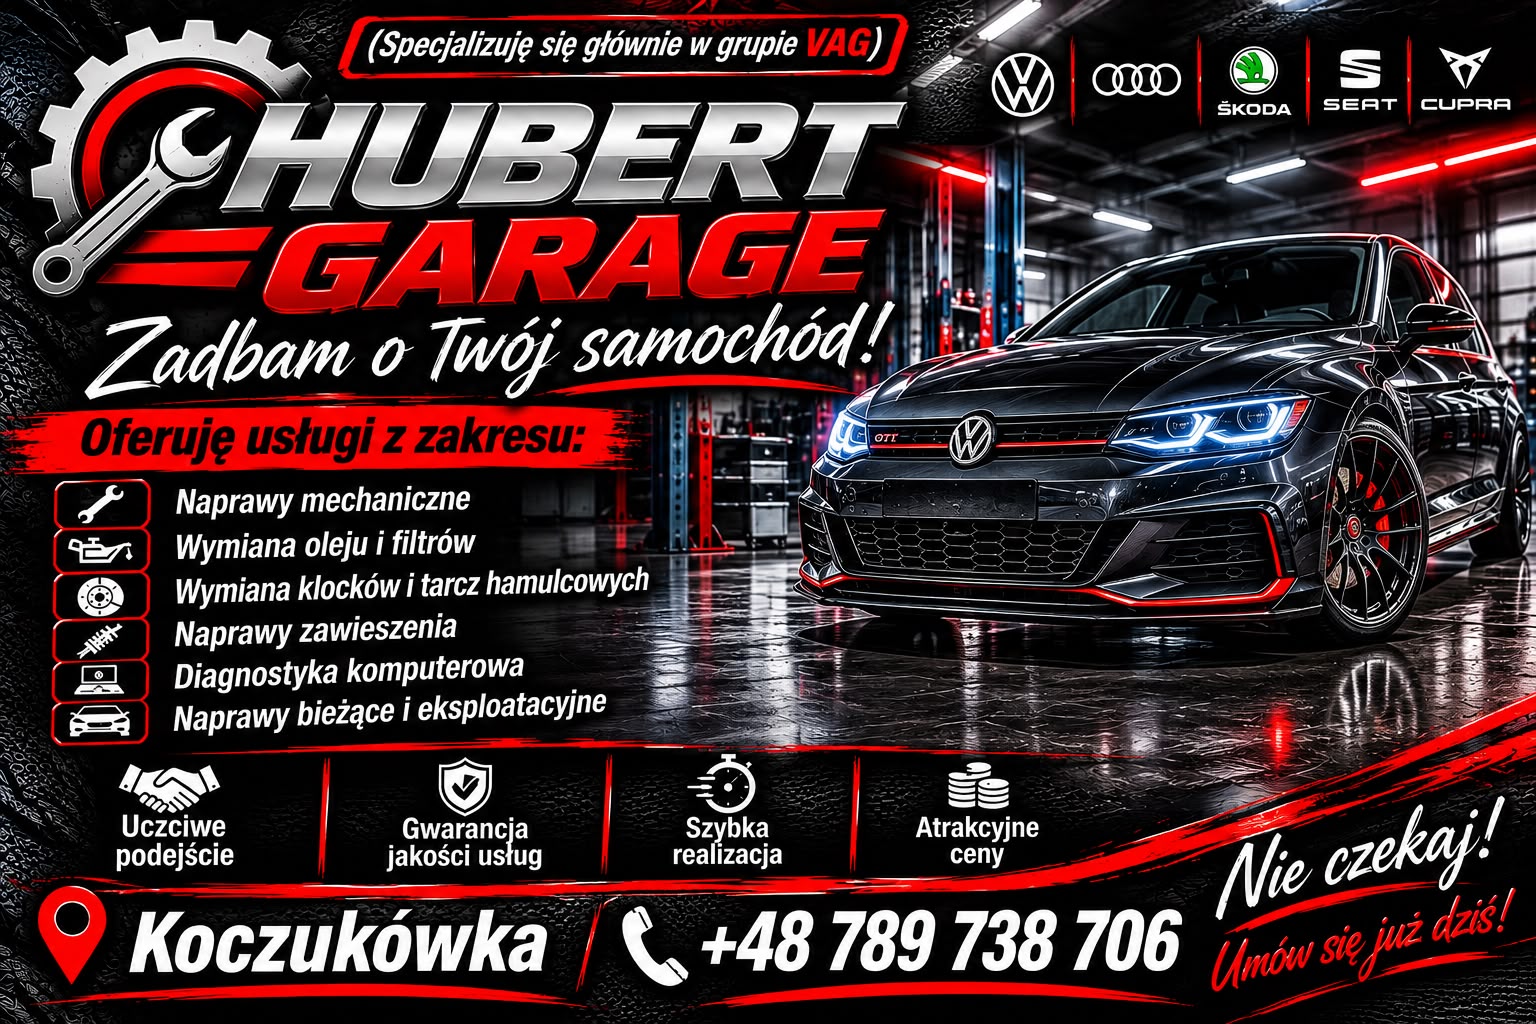 (Specjalizuję się głównie w grupie VAG)
ŠKODA
SEAT
CUPRA
HUBERT
GARAGE
Zadbam o Twój samochód!
Oferuję usługi z zakresu:
GTI
Naprawy mechaniczne
Wymiana oleju i filtrów
Wymiana klocków i tarcz hamulcowych
Naprawy zawieszenia
Diagnostyka komputerowa
Naprawy bieżące i eksploatacyjne
Uczciwe
podejście
Gwarancja
jakości usług
Szybka
realizacja
Atrakcyjne
ceny
Nie czekaj!
Umów się już dziś!
Koczukówka
+48 789 738 706